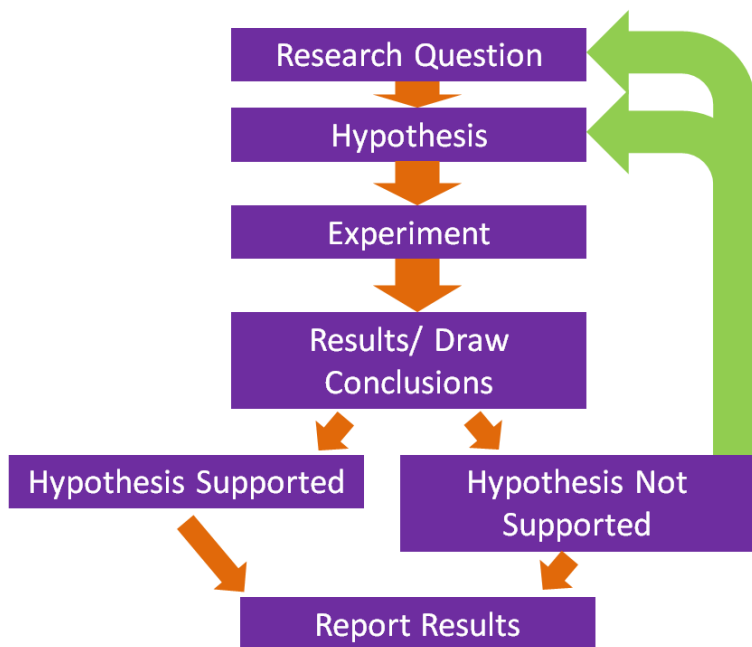 Research Question
Hypothesis
Experiment
Results/ Draw
Conclusions
Hypothesis Supported
Hypothesis Not
Supported
Report Results